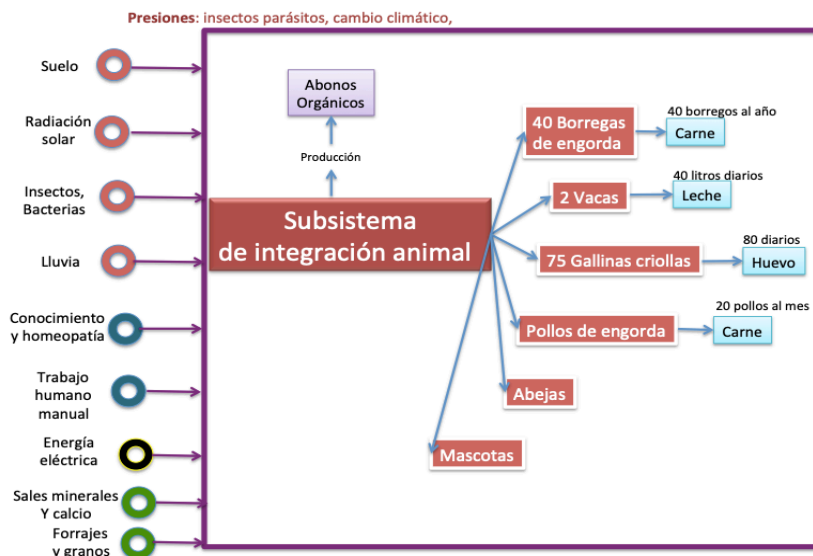 Presiones: insectos parásitos, cambio climático,
Suelo
Radiación
solar
Insectos,
Bacterias
Lluvia
Conocimiento
y homeopatía
Trabajo
humano
manual
Energía
eléctrica
Sales minerales
Y calcio
Forrajes
y granos
Abonos
Orgánicos
Producción
Subsistema
de integración animal
40 Borregas
de engorda
40 borregos al año
Carne
2 Vacas
40 litros diarios
Leche
75 Gallinas criollas
80 diarios
Huevo
Pollos de engorda
20 pollos al mes
Carne
Abejas
Mascotas